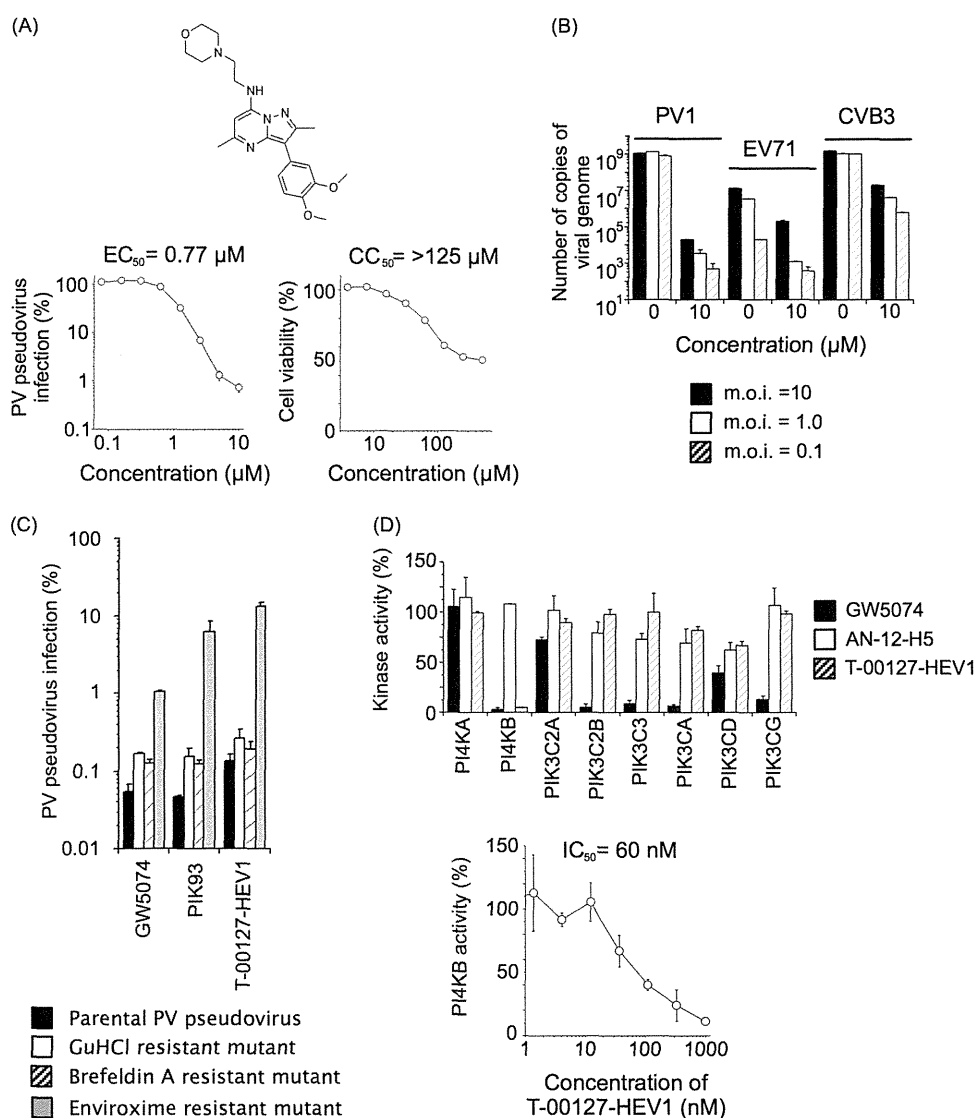 (A)
O
N
NH
N
N
N
O
O
EC50= 0.77 µM
PV pseudovirus
infection (%)
100
10
1
0.1
0.1
1
10
Concentration (µM)
CC50= >125 µM
Cell viability (%)
100
50
0
10
100
Concentration (µM)
(B)
PV1
EV71
CVB3
Number of copies of
viral genome
10^9
10^7
10^5
10^3
10^1
0
10
0
10
0
10
Concentration (µM)
m.o.i. =10
m.o.i. = 1.0
m.o.i. = 0.1
(C)
PV pseudovirus infection (%)
100
10
1
0.1
0.01
GW5074
PIK93
T-00127-HEV1
Parental PV pseudovirus
GuHCl resistant mutant
Brefeldin A resistant mutant
Enviroxime resistant mutant
(D)
Kinase activity (%)
150
100
50
0
PI4KA
PI4KB
PIK3C2A
PIK3C2B
PIK3C3
PIK3CA
PIK3CD
PIK3CG
GW5074
AN-12-H5
T-00127-HEV1
IC50= 60 nM
PI4KB activity (%)
150
100
50
0
1
10
100
1000
Concentration of
T-00127-HEV1 (nM)